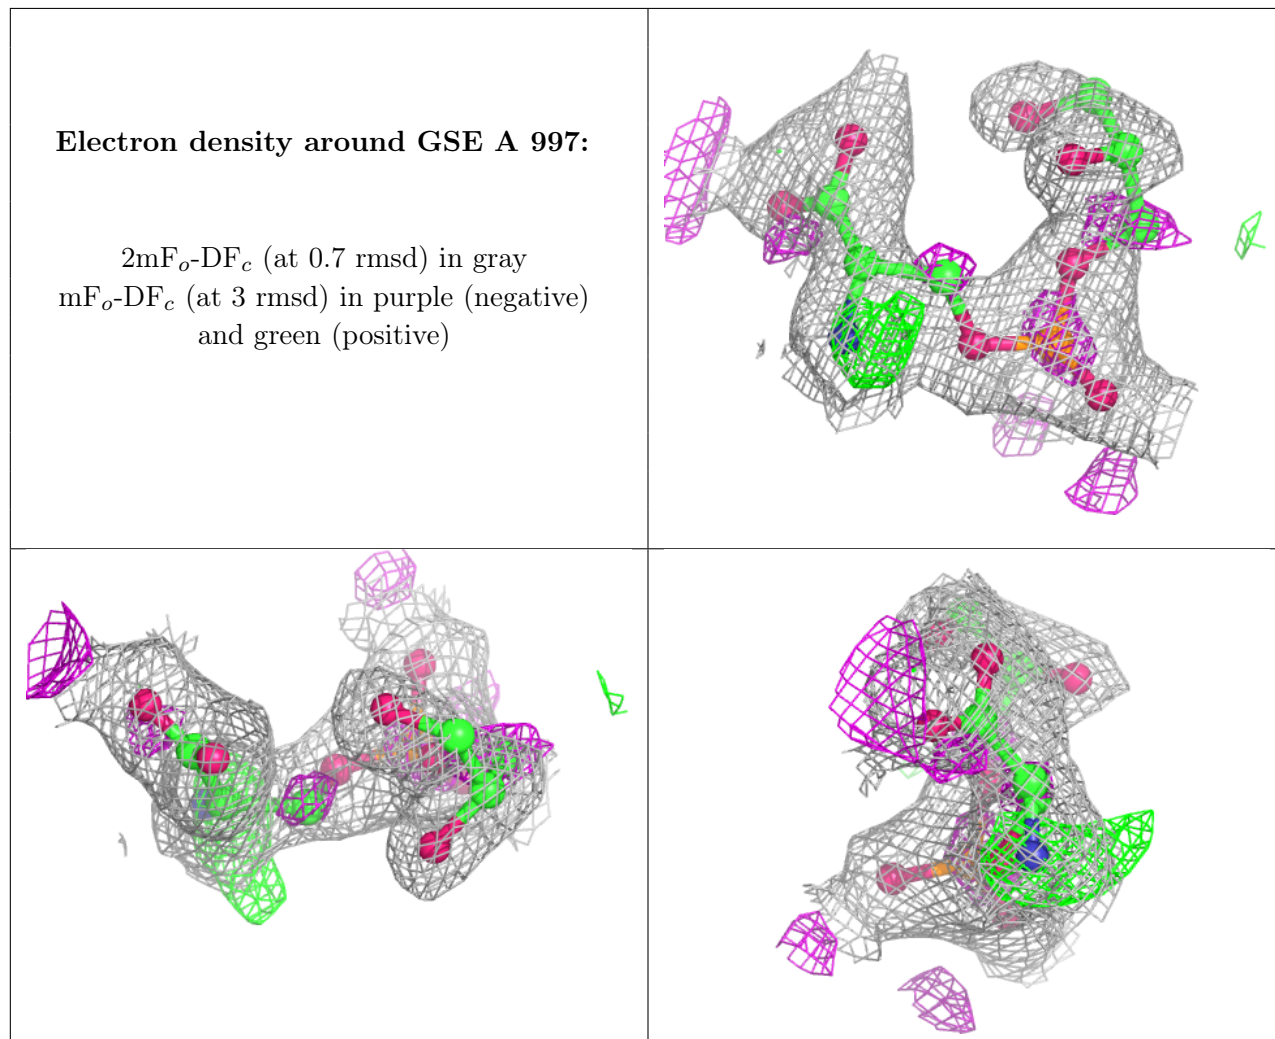 Electron density around GSE A 997:
2mFₒ-DF𝒸 (at 0.7 rmsd) in gray
mFₒ-DF𝒸 (at 3 rmsd) in purple (negative)
and green (positive)